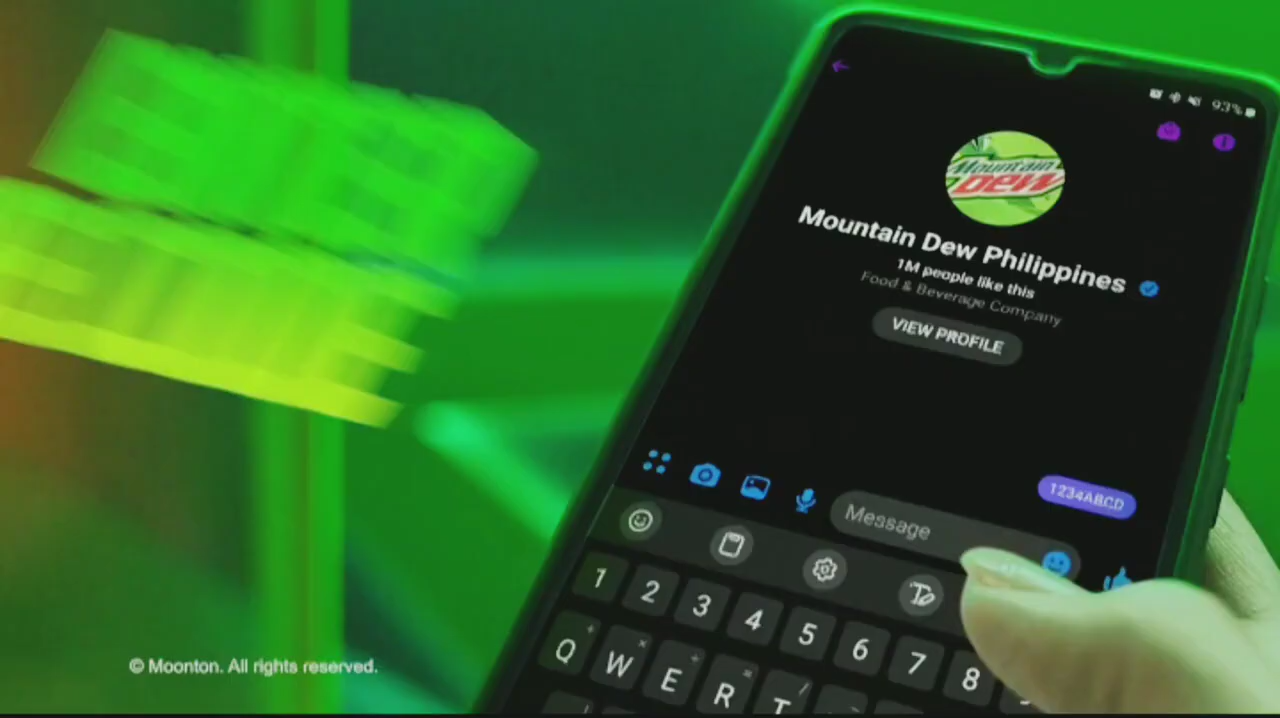 93%
Mountain
Dew
Mountain Dew Philippines
1M people like this
Food & Beverage Company
VIEW PROFILE
1234ABCD
Message
1 2 3 4 5 6 7 8
Q W E R T
© Moonton. All rights reserved.